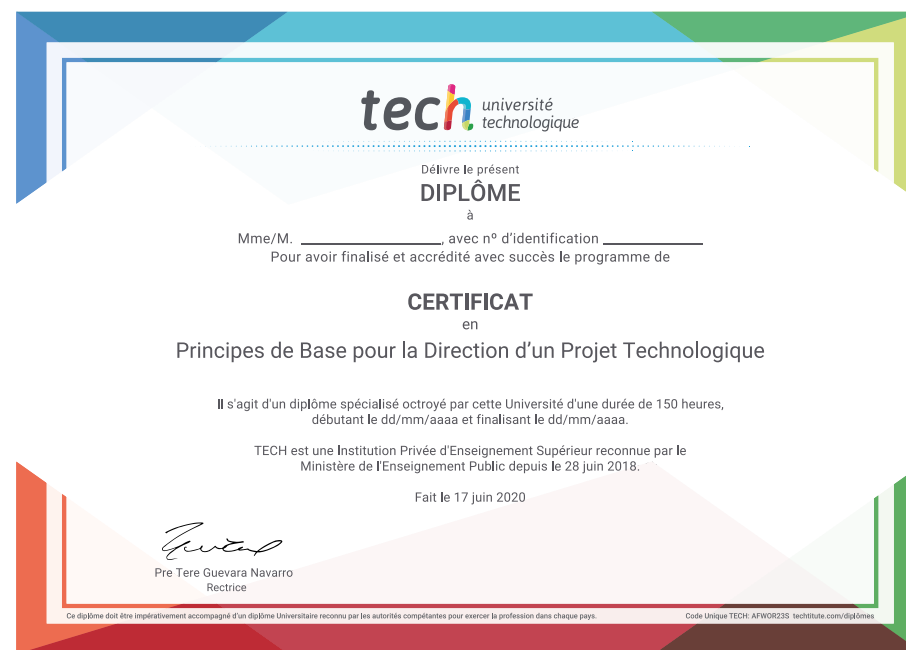 tech université
technologique
Délivre le présent
DIPLÔME
à
Mme/M. ____________________, avec nº d'identification ______________
Pour avoir finalisé et accrédité avec succès le programme de
CERTIFICAT
en
Principes de Base pour la Direction d'un Projet Technologique
Il s'agit d'un diplôme spécialisé octroyé par cette Université d'une durée de 150 heures,
débutant le dd/mm/aaaa et finalisant le dd/mm/aaaa.
TECH est une Institution Privée d'Enseignement Supérieur reconnue par le
Ministère de l'Enseignement Public depuis le 28 juin 2018.
Fait le 17 juin 2020
Pre Tere Guevara Navarro
Rectrice
Ce diplôme doit être impérativement accompagné d'un diplôme Universitaire reconnu par les autorités compétentes pour exercer la profession dans chaque pays.
Code Unique TECH: AFWOR23S techtitute.com/diplômes